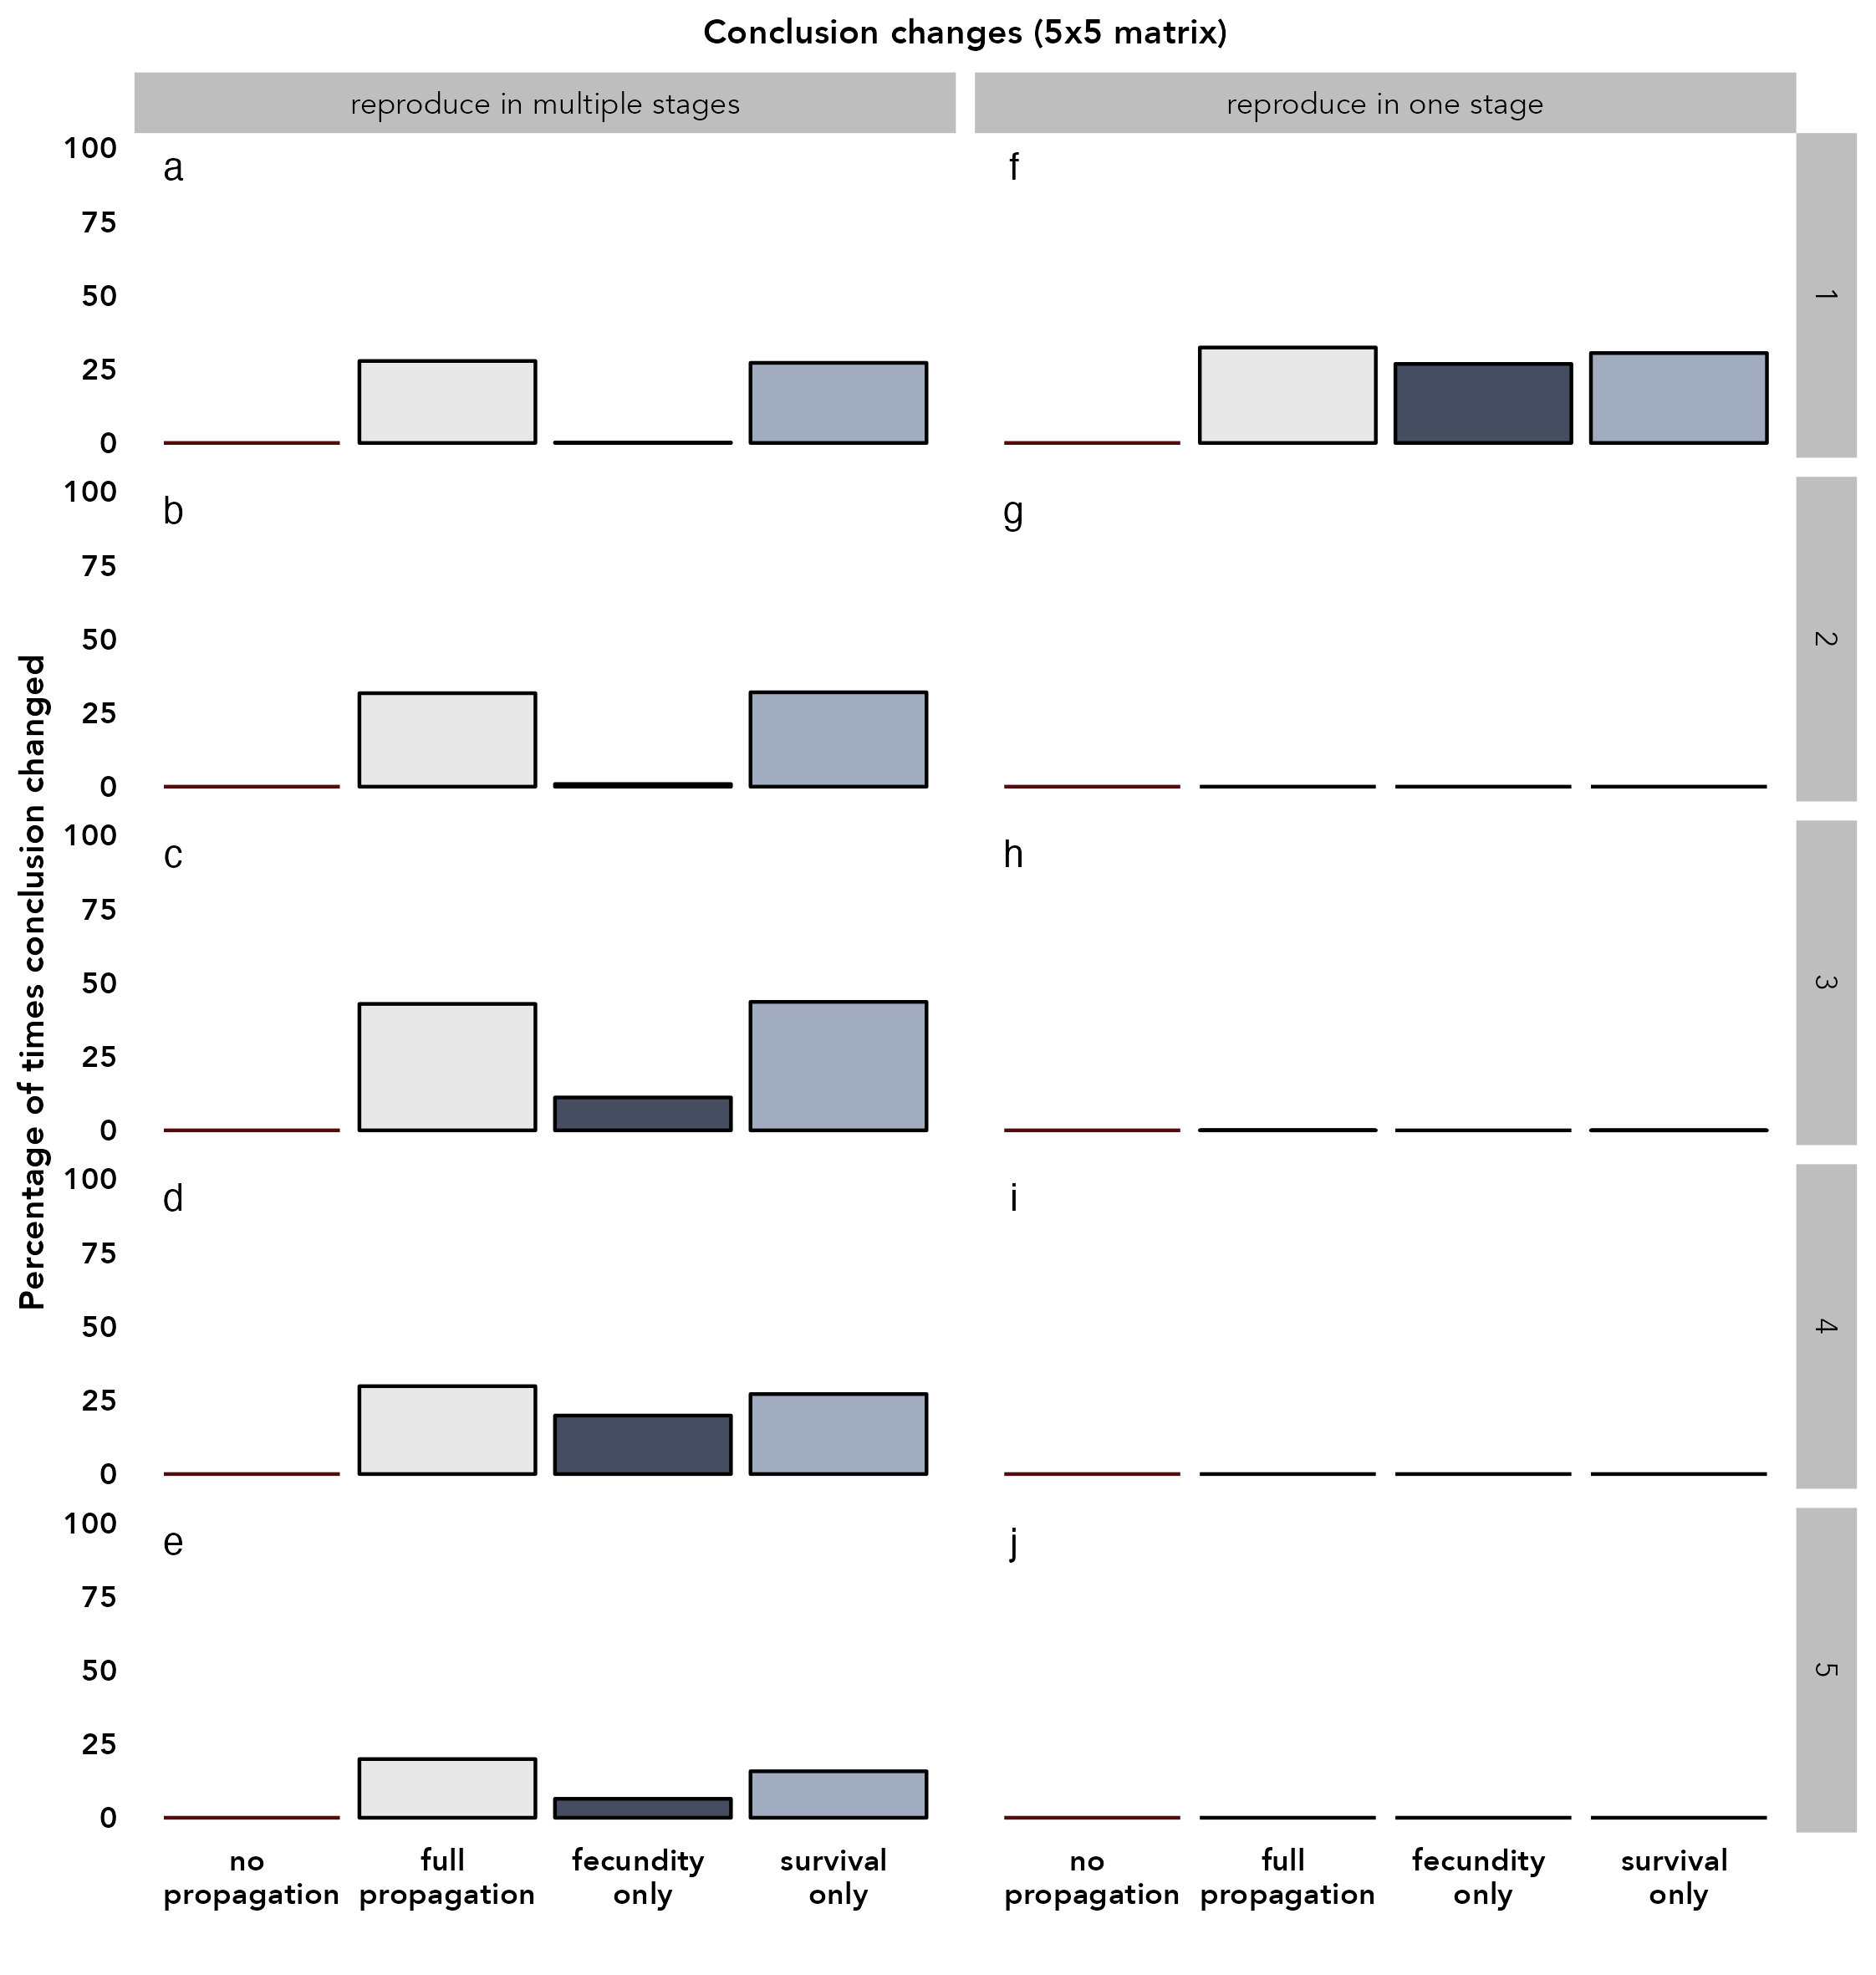 Conclusion changes (5x5 matrix)
reproduce in multiple stages
reproduce in one stage
Percentage of times conclusion changed
a
100
75
50
25
0
f
1
b
100
75
50
25
0
g
2
c
100
75
50
25
0
h
3
d
100
75
50
25
0
i
4
e
100
75
50
25
0
j
5
no
propagation
full
propagation
fecundity
only
survival
only
no
propagation
full
propagation
fecundity
only
survival
only